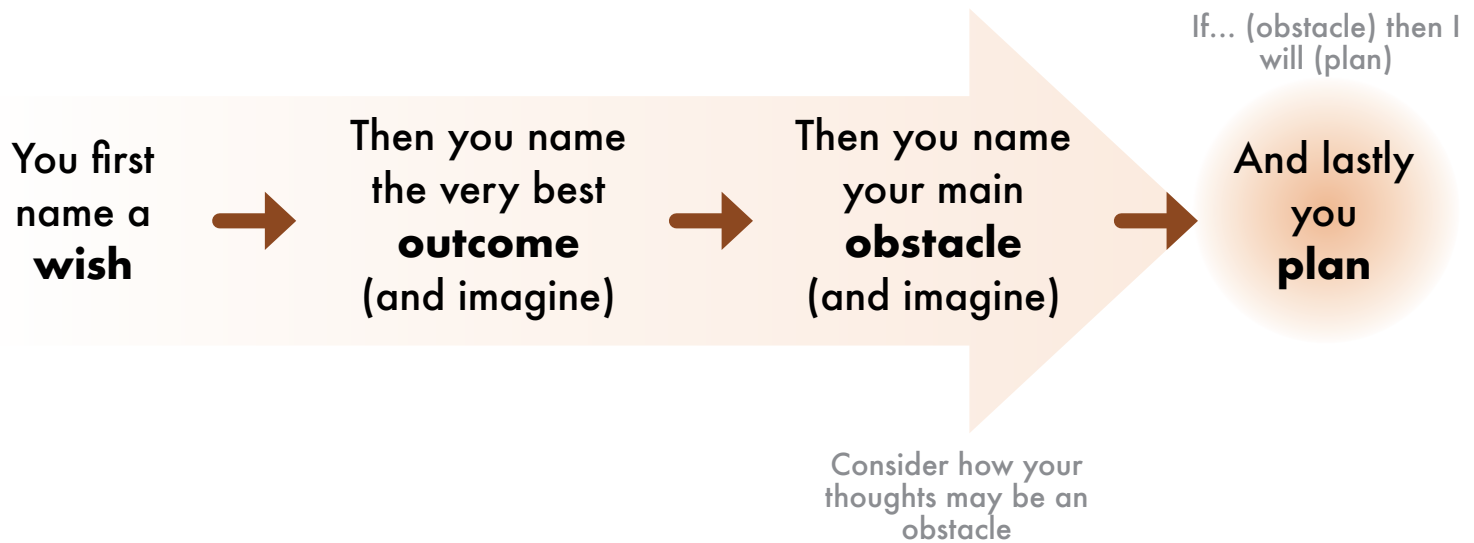 You first
name a
wish
Then you name
the very best
outcome
(and imagine)
Then you name
your main
obstacle
(and imagine)
Consider how your
thoughts may be an
obstacle
If... (obstacle) then I
will (plan)
And lastly
you
plan